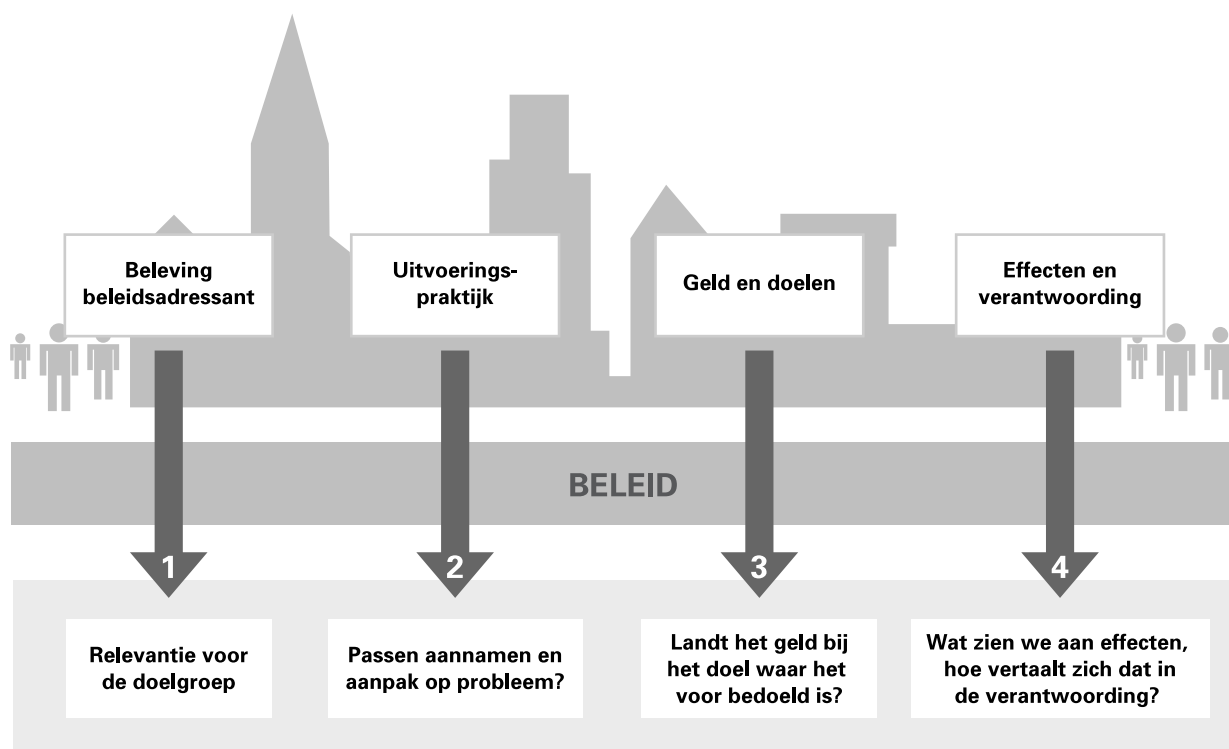 Beleving
beleidsadressant
Uitvoerings-
praktijk
Geld en doelen
Effecten en
verantwoording
BELEID
1
2
3
4
Relevantie voor
de doelgroep
Passen aannamen en
aanpak op probleem?
Landt het geld bij
het doel waar het
voor bedoeld is?
Wat zien we aan effecten,
hoe vertaalt zich dat in
de verantwoording?